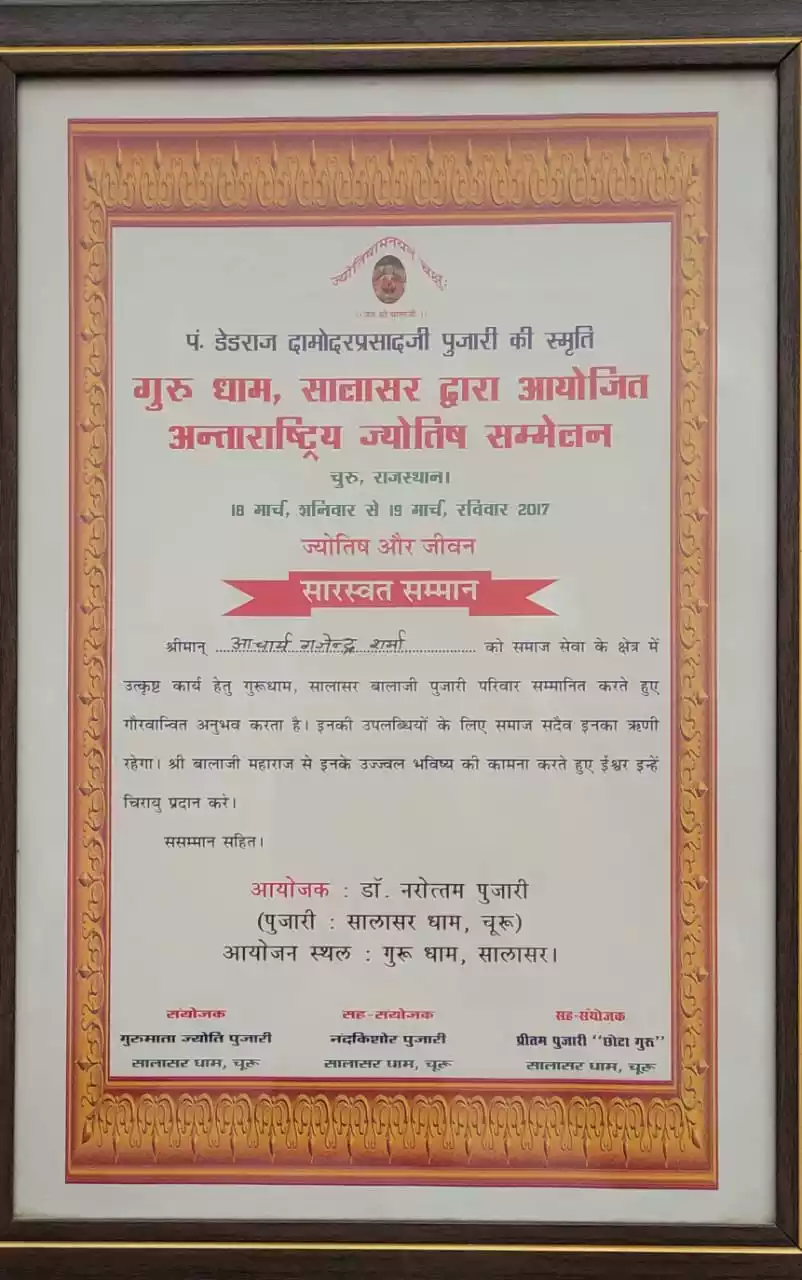 ज्योतिषामनयनं चक्षुः
।। जय श्री बालाजी ।।
पं. डेडराज दामोदरप्रसादजी पुजारी की स्मृति
गुरु धाम, सालासर द्वारा आयोजित
अन्ताराष्ट्रिय ज्योतिष सम्मेलन
चुरु, राजस्थान।
18 मार्च, शनिवार से 19 मार्च, रविवार 2017
ज्योतिष और जीवन
सारस्वत सम्मान
श्रीमान् आचार्य गजेन्द्र शर्मा को समाज सेवा के क्षेत्र में
उत्कृष्ट कार्य हेतु गुरूधाम, सालासर बालाजी पुजारी परिवार सम्मानित करते हुए
गौरवान्वित अनुभव करता है। इनकी उपलब्धियों के लिए समाज सदैव इनका ऋणी
रहेगा। श्री बालाजी महाराज से इनके उज्ज्वल भविष्य की कामना करते हुए ईश्वर इन्हें
चिरायु प्रदान करे।
ससम्मान सहित।
आयोजक : डॉ. नरोत्तम पुजारी
(पुजारी : सालासर धाम, चूरू)
आयोजन स्थल : गुरू धाम, सालासर।
संयोजक सह-संयोजक सह-संयोजक
गुरुमाता ज्योति पुजारी नंदकिशोर पुजारी प्रीतम पुजारी "छोटा गुरु"
सालासर धाम, चूरू सालासर धाम, चूरू सालासर धाम, चूरू